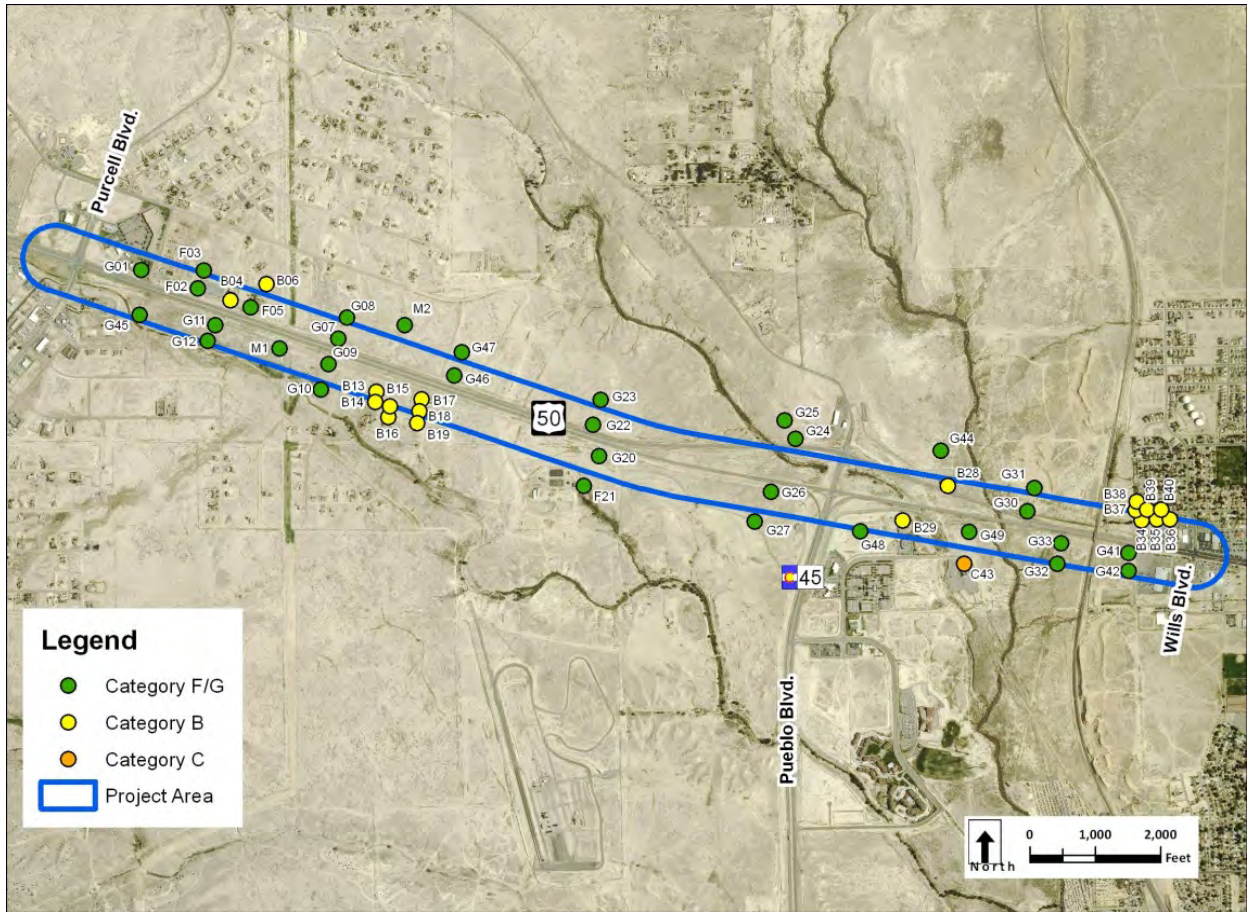 Purcell Blvd.
F03
G01
B06
B04
F02
F05
G08
M2
G45
G11
G07
G12
G47
M1
G09
G46
G10
B13
B15
B14
B17
B18
B16
B19
G23
50
G22
G25
G24
G20
G44
F21
G26
B28
G31
B38
B39
B40
G30
B37
G27
B29
G48
G49
B34
B35
B36
G33
G41
G32
C43
G42
45
Pueblo Blvd.
Wills Blvd.
Legend
Category F/G
Category B
Category C
Project Area
North
0 1,000 2,000
Feet